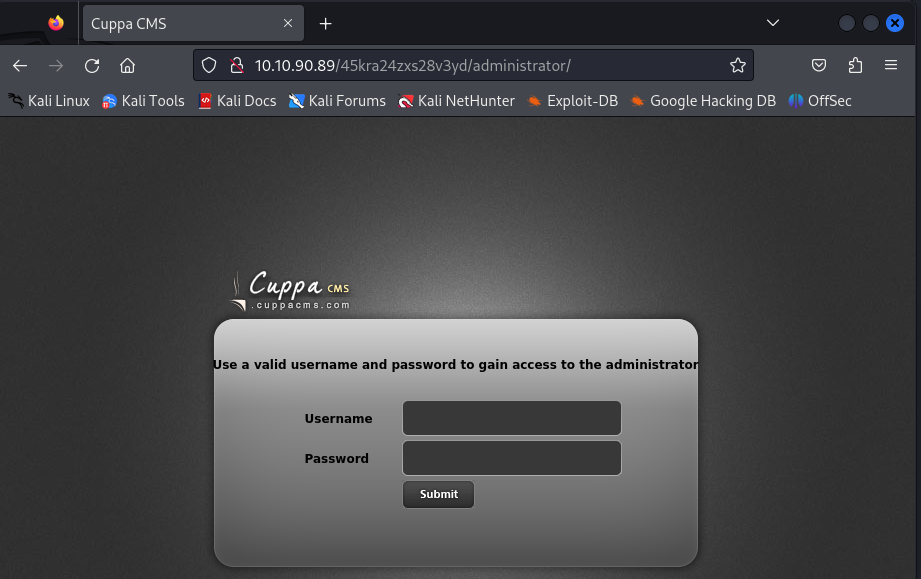 Cuppa CMS
10.10.90.89/45kra24zxs28v3yd/administrator/
Kali Linux Kali Tools Kali Docs Kali Forums Kali NetHunter Exploit-DB Google Hacking DB OffSec
Cuppa CMS
.cuppacms.com
Use a valid username and password to gain access to the administrator
Username
Password
Submit